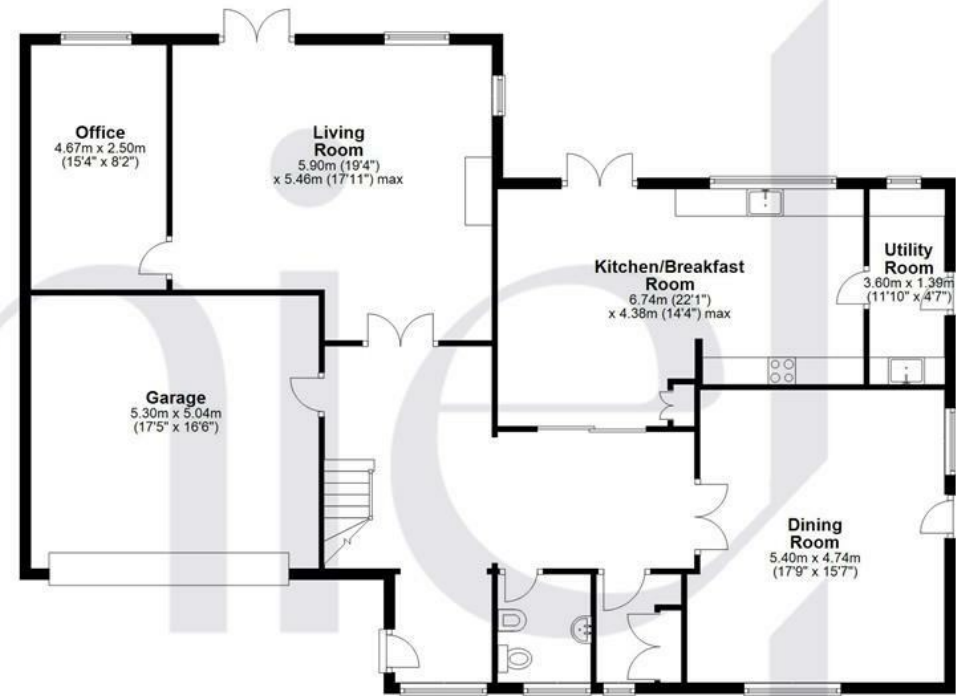 Office
4.67m x 2.50m
(15'4" x 8'2")
Living
Room
5.90m (19'4")
x 5.46m (17'11") max
Kitchen/Breakfast
Room
6.74m (22'1")
x 4.38m (14'4") max
Utility
Room
3.60m x 1.39m
(11'10" x 4'7")
Garage
5.30m x 5.04m
(17'5" x 16'6")
Dining
Room
5.40m x 4.74m
(17'9" x 15'7")